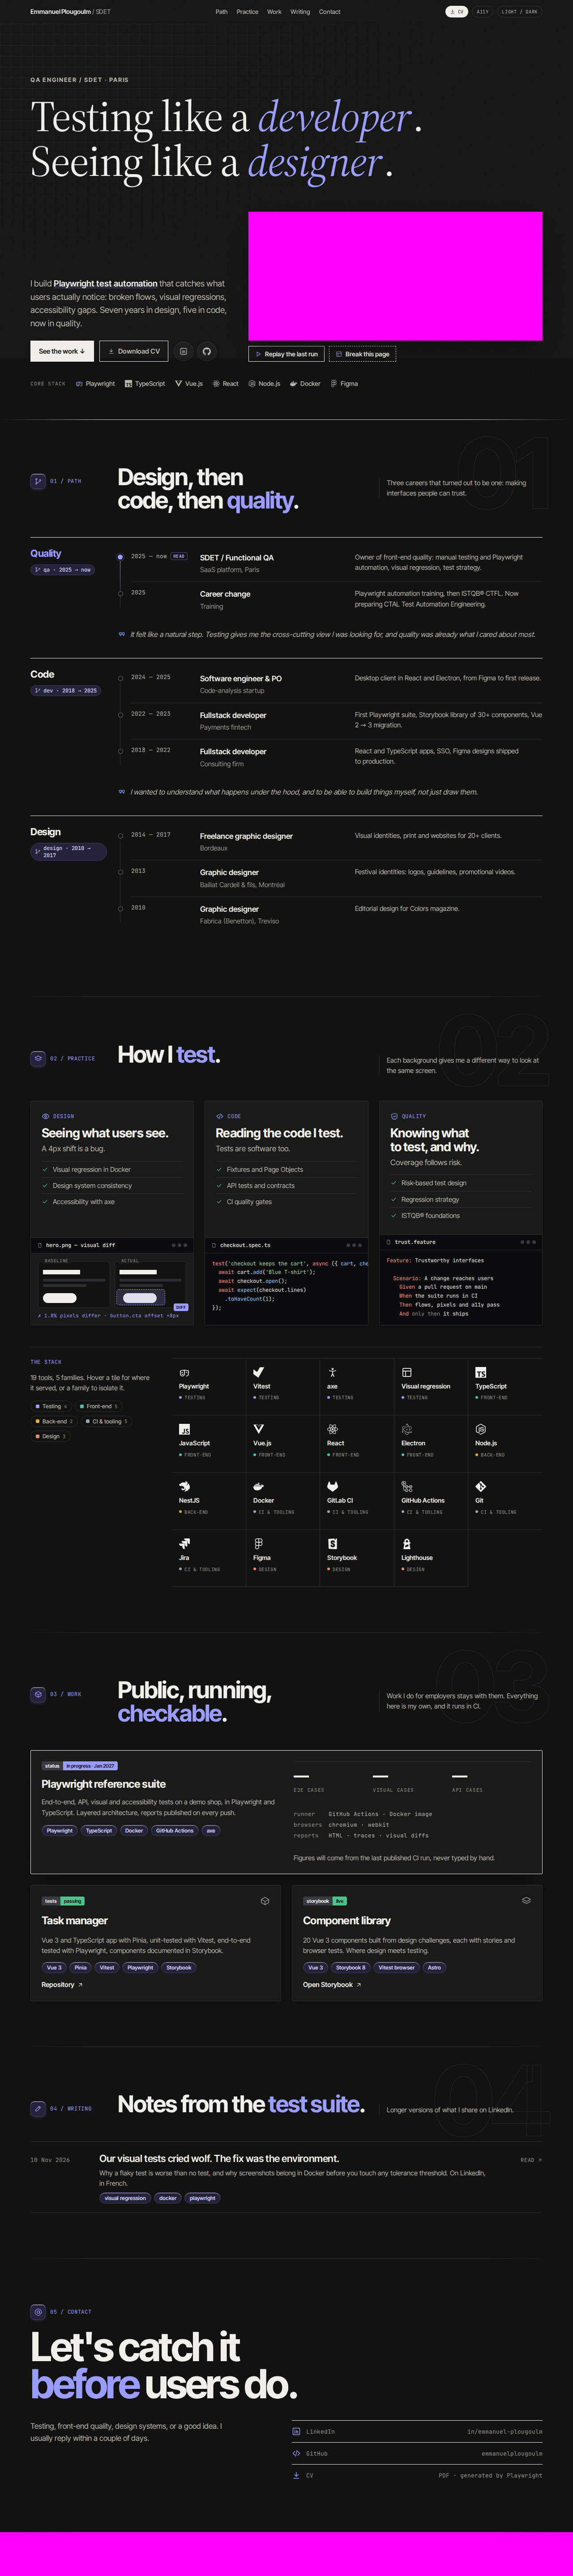 Emmanuel Plougoulm / SDET
Path Practice Work Writing Contact
CV A11Y LIGHT / DARK
QA ENGINEER / SDET · PARIS
Testing like a developer.
Seeing like a designer.
I build Playwright test automation that catches what
users actually notice: broken flows, visual regressions,
accessibility gaps. Seven years in design, five in code,
now in quality.
See the work ↓ Download CV
Replay the last run Break this page
CORE STACK Playwright TypeScript Vue.js React Node.js Docker Figma
01
01 / PATH
Design, then
code, then quality.
Three careers that turned out to be one: making
interfaces people can trust.
Quality
qa · 2025 → now
2025 — now HEAD
SDET / Functional QA
SaaS platform, Paris
Owner of front-end quality: manual testing and Playwright
automation, visual regression, test strategy.
2025
Career change
Training
Playwright automation training, then ISTQB® CTFL. Now
preparing CTAL Test Automation Engineering.
It felt like a natural step. Testing gives me the cross-cutting view I was looking for, and quality was already what I cared about most.
Code
dev · 2018 → 2025
2024 — 2025
Software engineer & PO
Code-analysis startup
Desktop client in React and Electron, from Figma to first release.
2022 — 2023
Fullstack developer
Payments fintech
First Playwright suite, Storybook library of 30+ components, Vue
2 → 3 migration.
2018 — 2022
Fullstack developer
Consulting firm
React and TypeScript apps, SSO, Figma designs shipped
to production.
I wanted to understand what happens under the hood, and to be able to build things myself, not just draw them.
Design
design · 2010 →
2017
2014 — 2017
Freelance graphic designer
Bordeaux
Visual identities, print and websites for 20+ clients.
2013
Graphic designer
Baillat Cardell & fils, Montréal
Festival identities: logos, guidelines, promotional videos.
2010
Graphic designer
Fabrica (Benetton), Treviso
Editorial design for Colors magazine.
02
02 / PRACTICE
How I test.
Each background gives me a different way to look at
the same screen.
DESIGN
Seeing what users see.
A 4px shift is a bug.
Visual regression in Docker
Design system consistency
Accessibility with axe
hero.png — visual diff
BASELINE ACTUAL
DIFF
≠ 1.8% pixels differ · button.cta offset +8px
CODE
Reading the code I test.
Tests are software too.
Fixtures and Page Objects
API tests and contracts
CI quality gates
checkout.spec.ts
test('checkout keeps the cart', async ({ cart, che
await cart.add('Blue T-shirt');
await checkout.open();
await expect(checkout.lines)
.toHaveCount(1);
});
QUALITY
Knowing what
to test, and why.
Coverage follows risk.
Risk-based test design
Regression strategy
ISTQB® foundations
trust.feature
Feature: Trustworthy interfaces
Scenario: A change reaches users
Given a pull request on main
When the suite runs in CI
Then flows, pixels and a11y pass
And only then it ships
THE STACK
19 tools, 5 families. Hover a tile for where
it served, or a family to isolate it.
Testing 4 Front-end 5
Back-end 2 CI & tooling 5
Design 3
Playwright Vitest axe Visual regression TypeScript
TESTING TESTING TESTING TESTING FRONT-END
JavaScript Vue.js React Electron Node.js
FRONT-END FRONT-END FRONT-END FRONT-END BACK-END
NestJS Docker GitLab CI GitHub Actions Git
BACK-END CI & TOOLING CI & TOOLING CI & TOOLING CI & TOOLING
Jira Figma Storybook Lighthouse
CI & TOOLING DESIGN DESIGN DESIGN
03
03 / WORK
Public, running,
checkable.
Work I do for employers stays with them. Everything
here is my own, and it runs in CI.
status in progress · Jan 2027
Playwright reference suite
End-to-end, API, visual and accessibility tests on a demo shop, in Playwright and
TypeScript. Layered architecture, reports published on every push.
Playwright TypeScript Docker GitHub Actions axe
— — —
E2E CASES VISUAL CASES API CASES
runner GitHub Actions · Docker image
browsers chromium · webkit
reports HTML · traces · visual diffs
Figures will come from the last published CI run, never typed by hand.
tests passing
Task manager
Vue 3 and TypeScript app with Pinia, unit-tested with Vitest, end-to-end
tested with Playwright, components documented in Storybook.
Vue 3 Pinia Vitest Playwright Storybook
Repository ↗
storybook live
Component library
20 Vue 3 components built from design challenges, each with stories and
browser tests. Where design meets testing.
Vue 3 Storybook 8 Vitest browser Astro
Open Storybook ↗
04
04 / WRITING
Notes from the test suite.
Longer versions of what I share on LinkedIn.
10 Nov 2026
Our visual tests cried wolf. The fix was the environment.
READ ↗
Why a flaky test is worse than no test, and why screenshots belong in Docker before you touch any tolerance threshold. On LinkedIn,
in French.
visual regression docker playwright
05 / CONTACT
Let's catch it
before users do.
Testing, front-end quality, design systems, or a good idea. I
usually reply within a couple of days.
LinkedIn in/emmanuel-plougoulm
GitHub emmanuelplougoulm
CV PDF · generated by Playwright